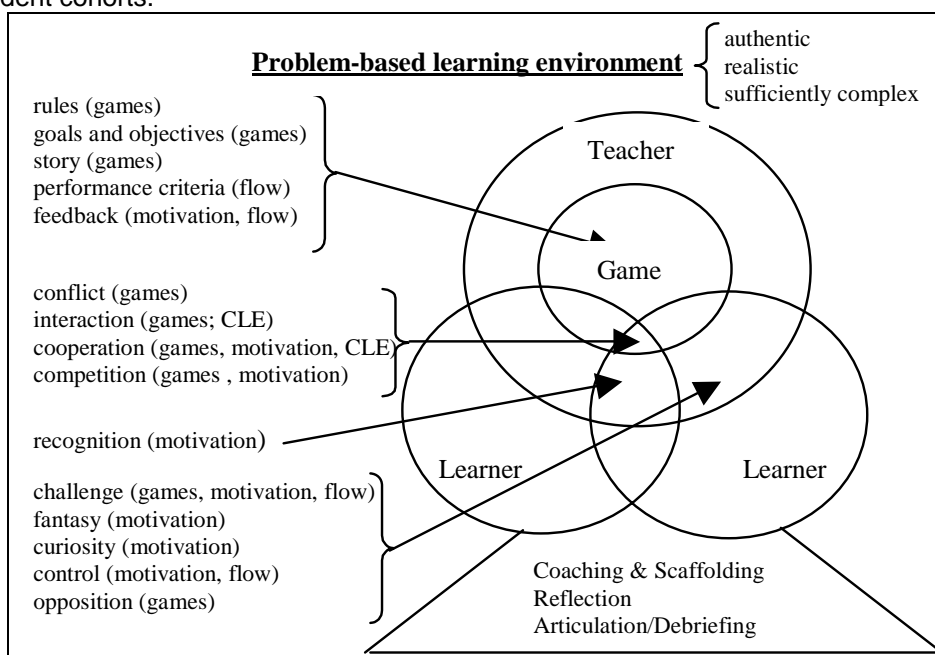 dent cohorts.
Problem-based learning environment
authentic
realistic
sufficiently complex
rules (games)
goals and objectives (games)
story (games)
performance criteria (flow)
feedback (motivation, flow)
Teacher
Game
conflict (games)
interaction (games; CLE)
cooperation (games, motivation, CLE)
competition (games , motivation)
recognition (motivation)
Learner
Learner
challenge (games, motivation, flow)
fantasy (motivation)
curiosity (motivation)
control (motivation, flow)
opposition (games)
Coaching & Scaffolding
Reflection
Articulation/Debriefing